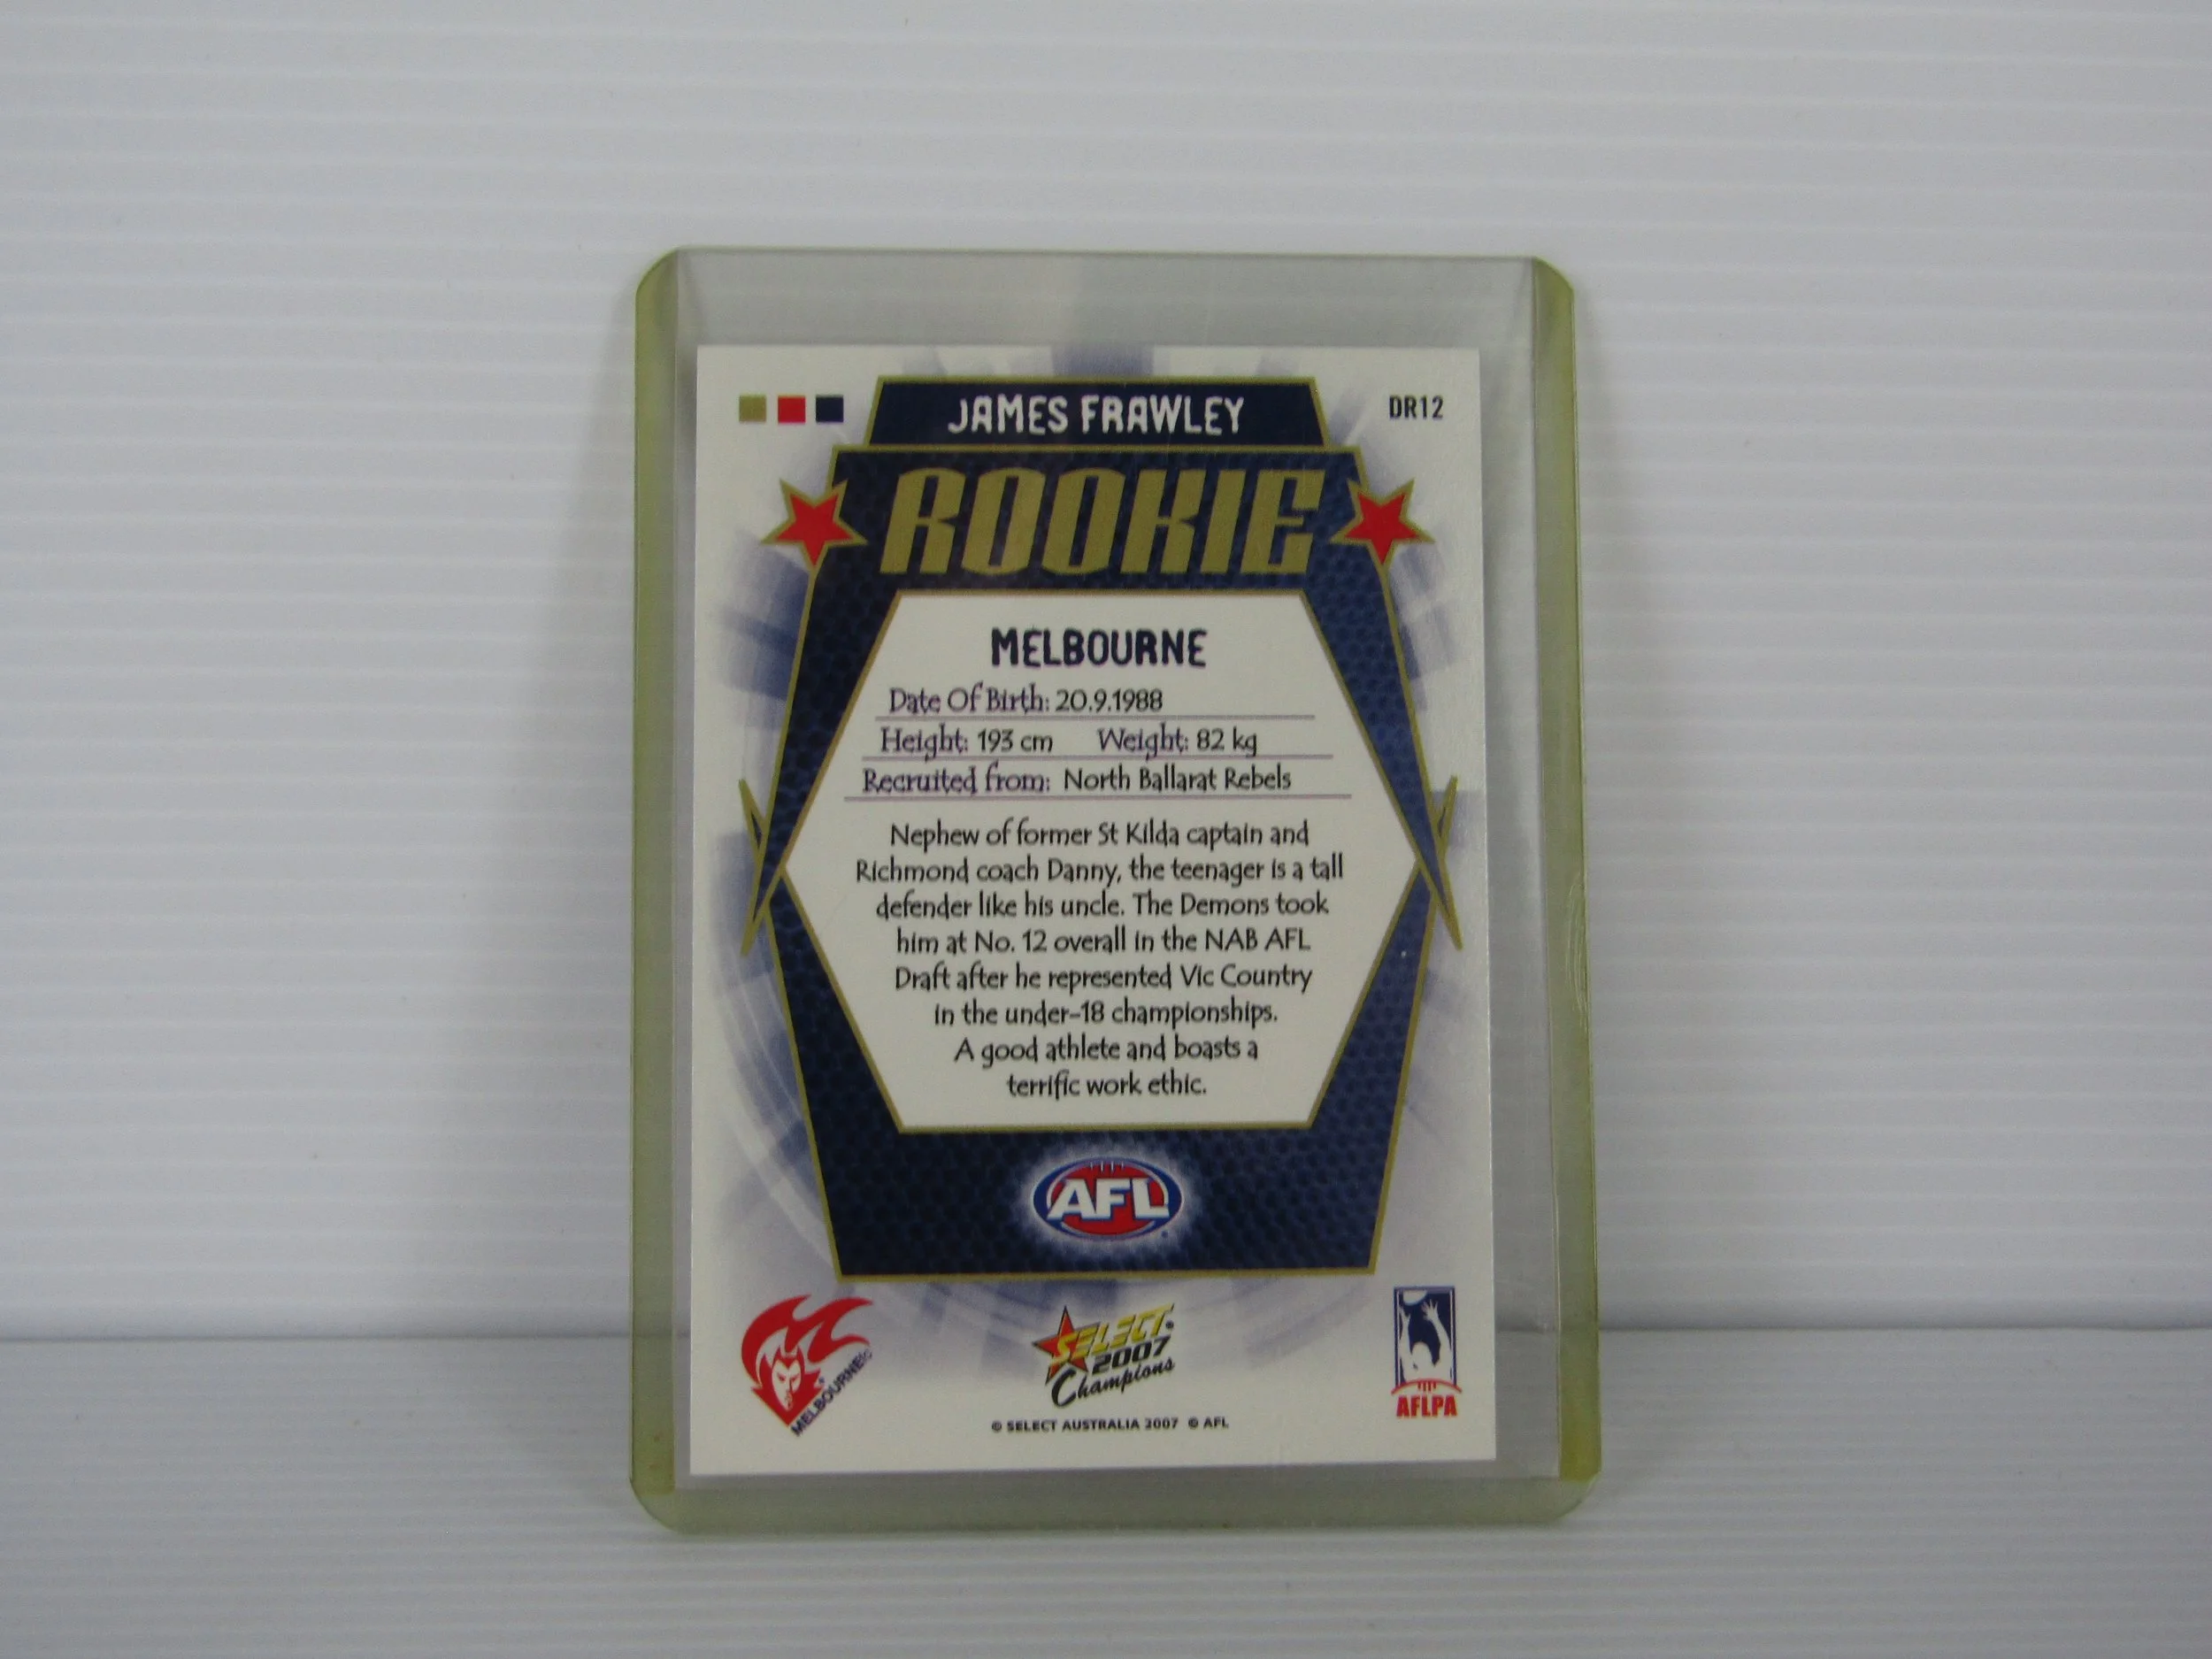 JAMES FRAWLEY
DR12
ROOKIE
MELBOURNE
Date Of Birth: 20.9.1988
Height: 193 cm Weight: 82 kg
Recruited from: North Ballarat Rebels
Nephew of former St Kilda captain and
Richmond coach Danny, the teenager is a tall
defender like his uncle. The Demons took
him at No. 12 overall in the NAB AFL
Draft after he represented Vic Country
in the under-18 championships.
A good athlete and boasts a
terrific work ethic.
AFL
MELBOURNE FC
SELECT
2007
Champions
AFLPA
© SELECT AUSTRALIA 2007 © AFL